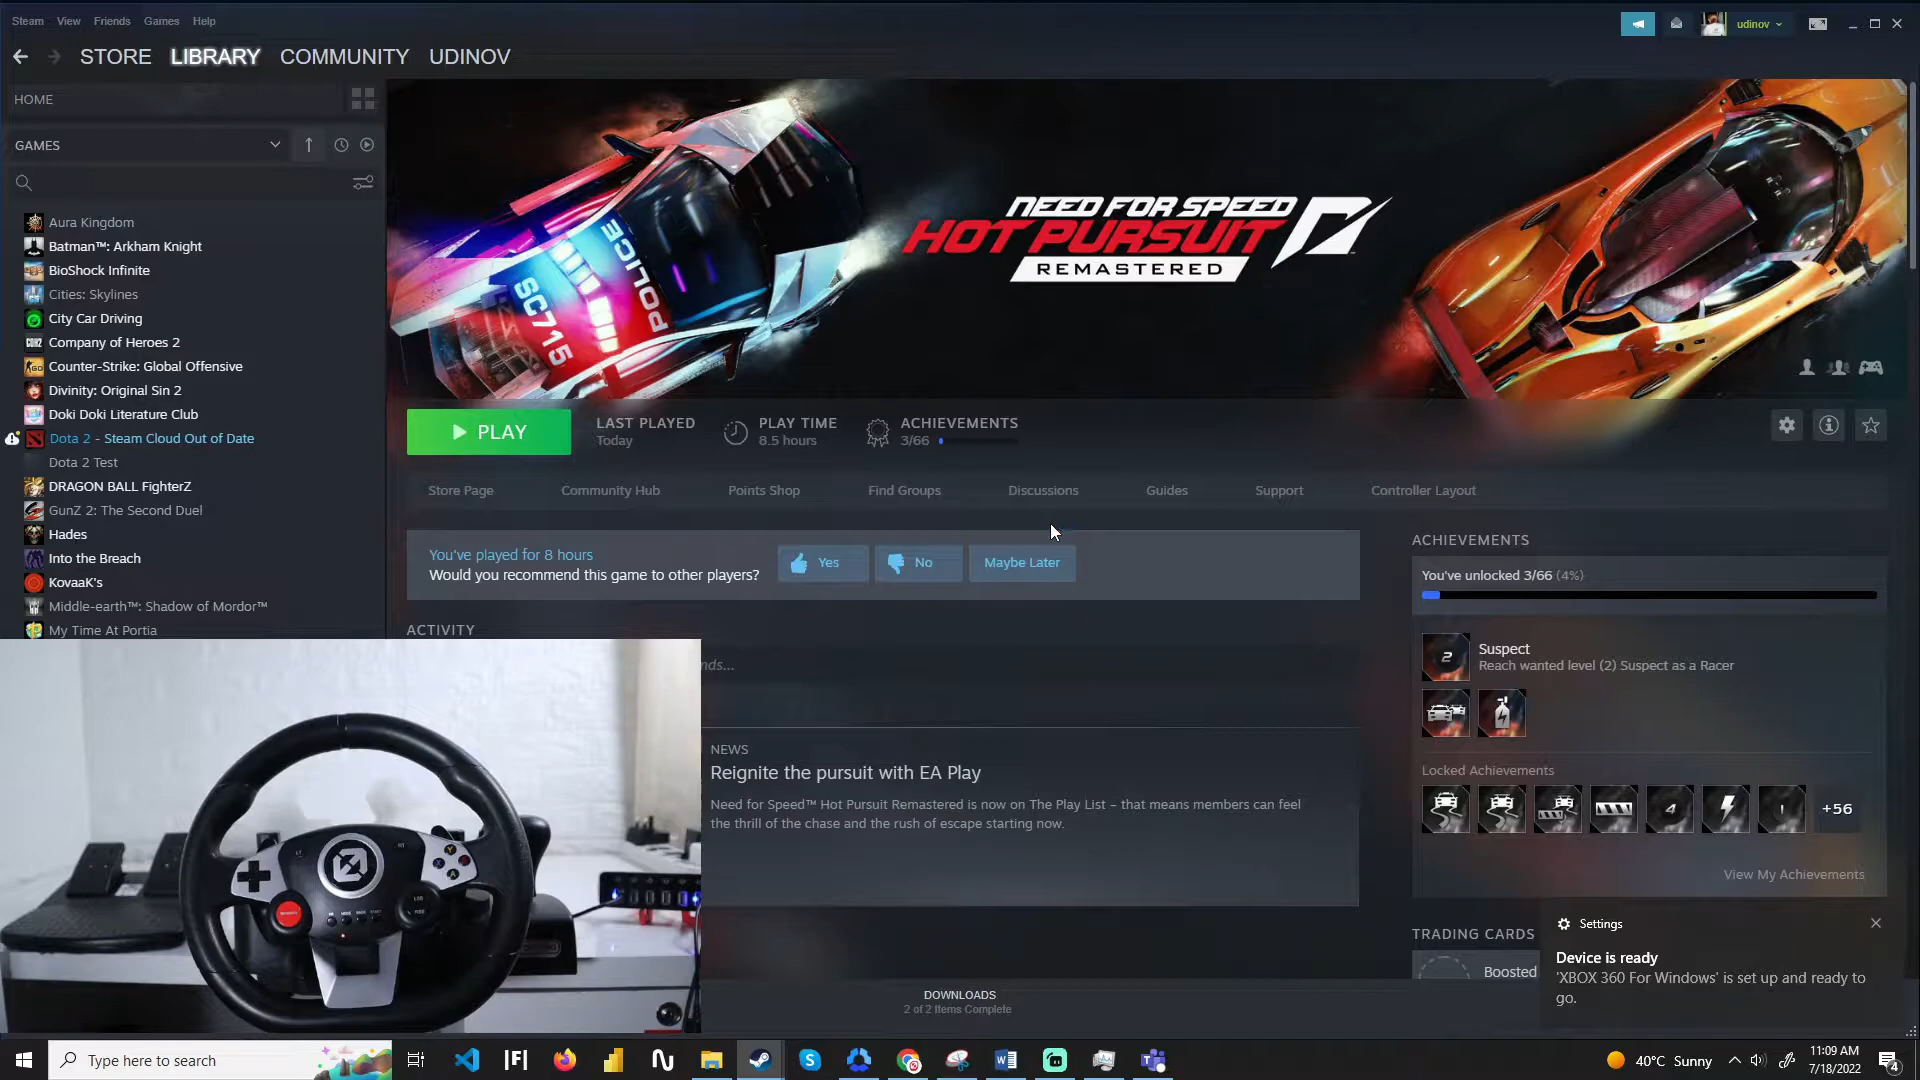 Steam View Friends Games Help
udinov
STORE LIBRARY COMMUNITY UDINOV
HOME
GAMES
Aura Kingdom
Batman™: Arkham Knight
BioShock Infinite
Cities: Skylines
City Car Driving
Company of Heroes 2
Counter-Strike: Global Offensive
Divinity: Original Sin 2
Doki Doki Literature Club
Dota 2 - Steam Cloud Out of Date
Dota 2 Test
DRAGON BALL FighterZ
GunZ 2: The Second Duel
Hades
Into the Breach
KovaaK's
Middle-earth™: Shadow of Mordor™
My Time At Portia
POLICE
SC715
NEED FOR SPEED
HOT PURSUIT
REMASTERED
PLAY
LAST PLAYED
Today
PLAY TIME
8.5 hours
ACHIEVEMENTS
3/66
Store Page Community Hub Points Shop Find Groups Discussions Guides Support Controller Layout
You've played for 8 hours
Would you recommend this game to other players?
Yes No Maybe Later
ACTIVITY
nds...
NEWS
Reignite the pursuit with EA Play
Need for Speed™ Hot Pursuit Remastered is now on The Play List – that means members can feel
the thrill of the chase and the rush of escape starting now.
ACHIEVEMENTS
You've unlocked 3/66 (4%)
2
Suspect
Reach wanted level (2) Suspect as a Racer
Locked Achievements
4
1
+56
View My Achievements
TRADING CARDS
Boosted
Settings
Device is ready
'XBOX 360 For Windows' is set up and ready to
go.
DOWNLOADS
2 of 2 Items Complete
Type here to search
40°C Sunny
11:09 AM
7/18/2022
4